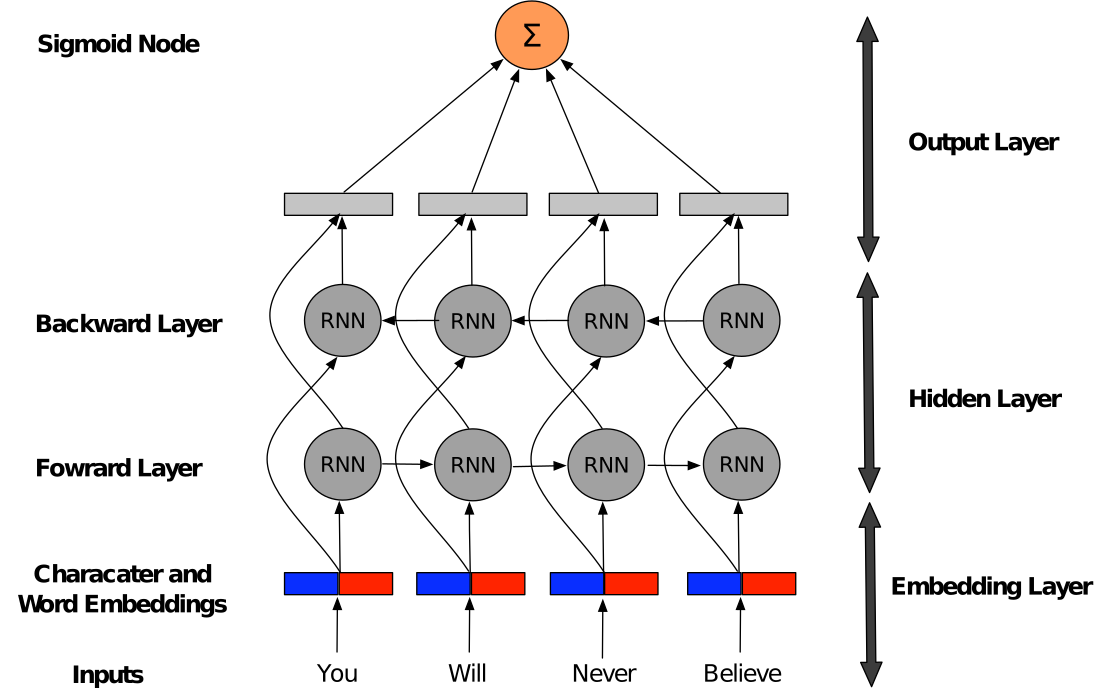 Sigmoid Node
Σ
Output Layer
Backward Layer
RNN RNN RNN RNN
Hidden Layer
Fowrard Layer
RNN RNN RNN RNN
Characater and
Word Embeddings
Embedding Layer
Inputs
You Will Never Believe